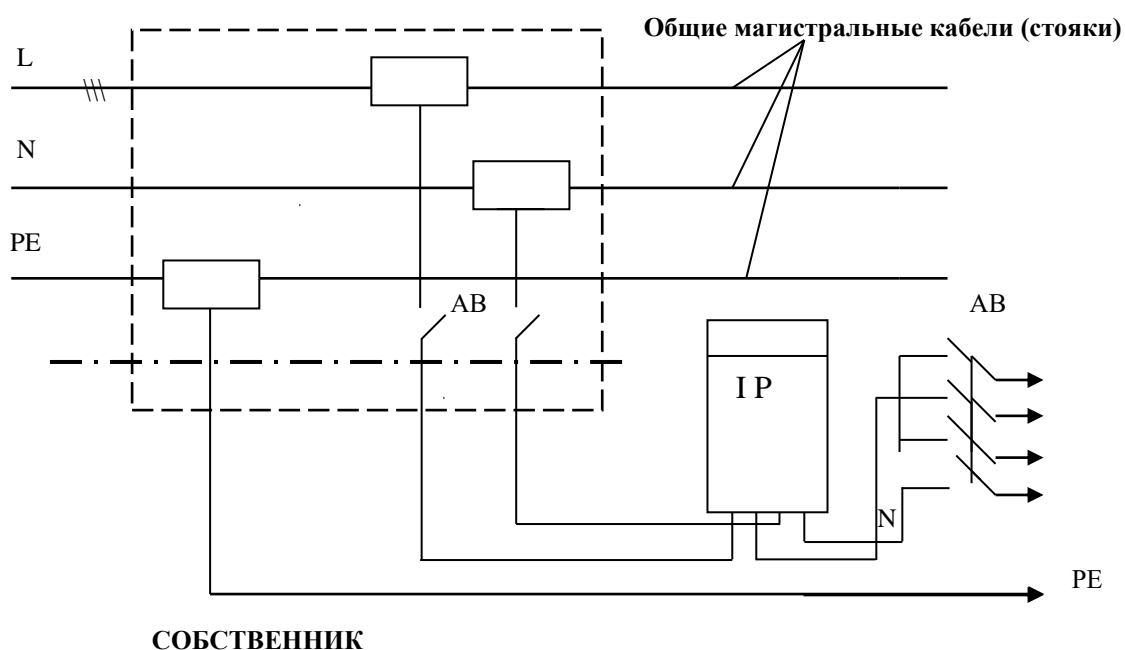 Общие магистральные кабели (стояки)
L
N
PE
АВ
АВ
I P
N
PE
СОБСТВЕННИК